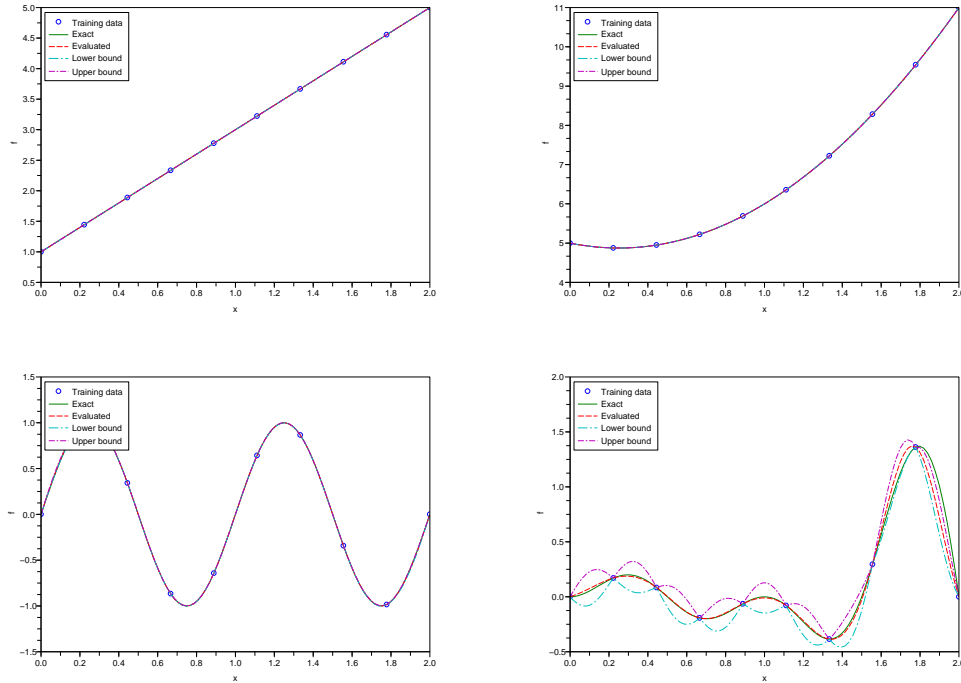 5.0
4.5
4.0
3.5
3.0
2.5
2.0
1.5
1.0
0.5
f
Training data
Exact
Evaluated
Lower bound
Upper bound
0.0 0.2 0.4 0.6 0.8 1.0 1.2 1.4 1.6 1.8 2.0
x
11
10
9
8
7
6
5
4
f
Training data
Exact
Evaluated
Lower bound
Upper bound
0.0 0.2 0.4 0.6 0.8 1.0 1.2 1.4 1.6 1.8 2.0
x
1.5
1.0
0.5
0.0
−0.5
−1.0
−1.5
f
Training data
Exact
Evaluated
Lower bound
Upper bound
0.0 0.2 0.4 0.6 0.8 1.0 1.2 1.4 1.6 1.8 2.0
x
2.0
1.5
1.0
0.5
0.0
−0.5
f
Training data
Exact
Evaluated
Lower bound
Upper bound
0.0 0.2 0.4 0.6 0.8 1.0 1.2 1.4 1.6 1.8 2.0
x